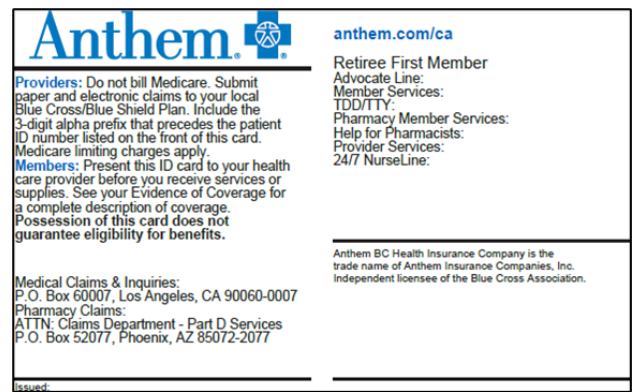 Anthem.
Providers: Do not bill Medicare. Submit
paper and electronic claims to your local
Blue Cross/Blue Shield Plan. Include the
3-digit alpha prefix that precedes the patient
ID number listed on the front of this card.
Medicare limiting charges apply.
Members: Present this ID card to your health
care provider before you receive services or
supplies. See your Evidence of Coverage for
a complete description of coverage.
Possession of this card does not
guarantee eligibility for benefits.
Medical Claims & Inquiries:
P.O. Box 60007, Los Angeles, CA 90060-0007
Pharmacy Claims:
ATTN: Claims Department - Part D Services
P.O. Box 52077, Phoenix, AZ 85072-2077
Issued:
anthem.com/ca
Retiree First Member
Advocate Line:
Member Services:
TDD/TTY:
Pharmacy Member Services:
Help for Pharmacists:
Provider Services:
24/7 NurseLine:
Anthem BC Health Insurance Company is the
trade name of Anthem Insurance Companies, Inc.
Independent licensee of the Blue Cross Association.